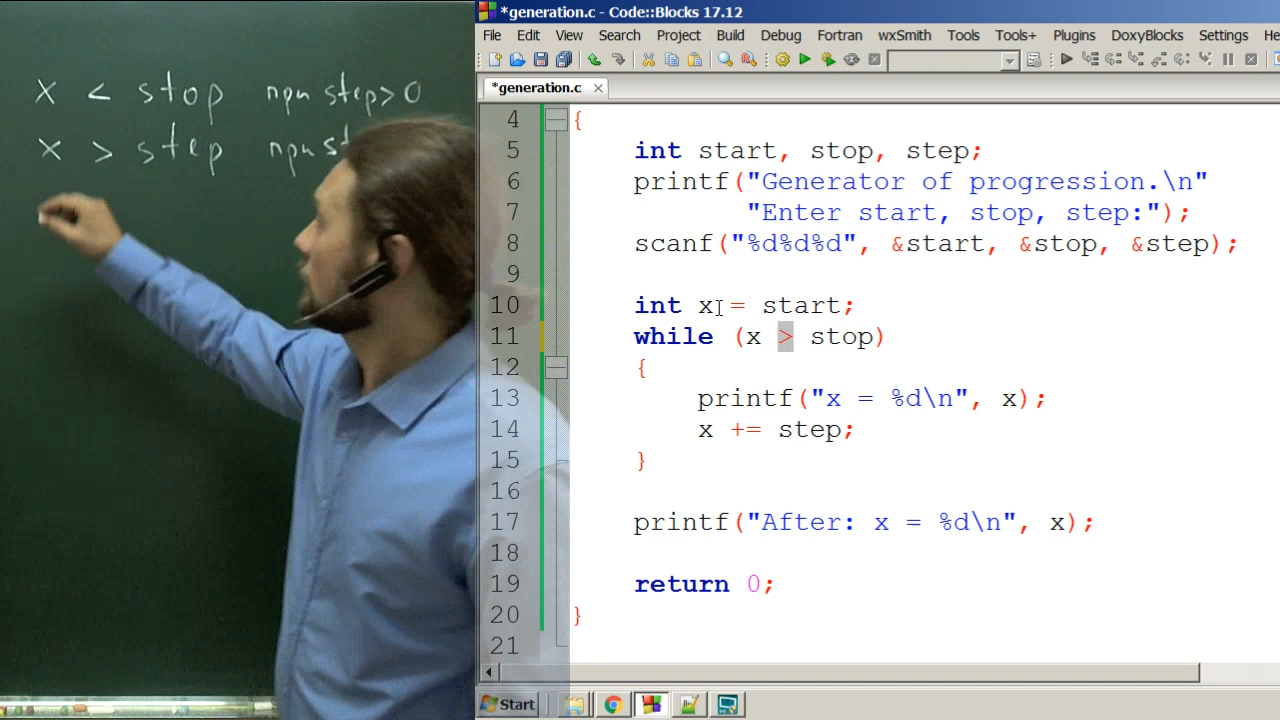 x < stop при step>0
x > step при st
*generation.c - Code::Blocks 17.12
File Edit View Search Project Build Debug Fortran wxSmith Tools Tools+ Plugins DoxyBlocks Settings He
*generation.c
4 {
5 int start, stop, step;
6 printf("Generator of progression.\n"
7 "Enter start, stop, step:");
8 scanf("%d%d%d", &start, &stop, &step);
9
10 int x = start;
11 while (x > stop)
12 {
13 printf("x = %d\n", x);
14 x += step;
15 }
16
17 printf("After: x = %d\n", x);
18
19 return 0;
20 }
21
Start